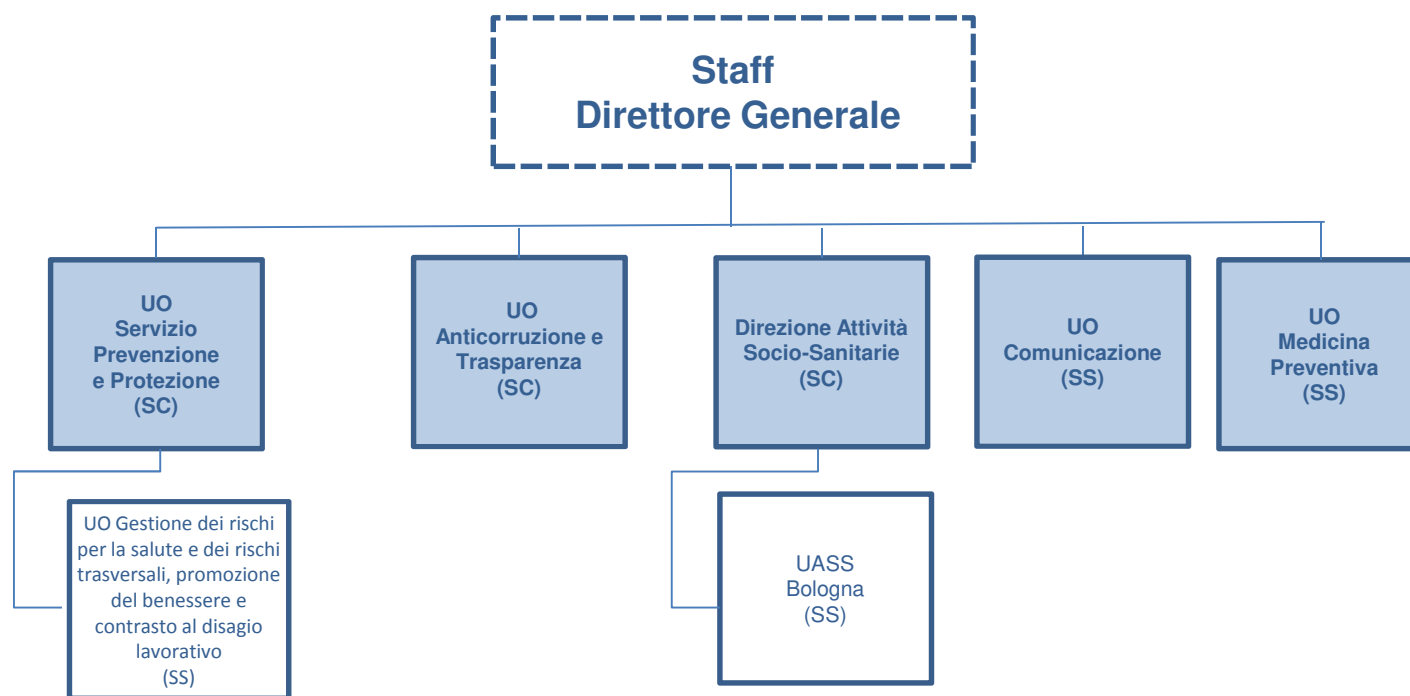 Staff
Direttore Generale
UO
Servizio
Prevenzione
e Protezione
(SC)
UO
Anticorruzione e
Trasparenza
(SC)
Direzione Attività
Socio-Sanitarie
(SC)
UO
Comunicazione
(SS)
UO
Medicina
Preventiva
(SS)
UO Gestione dei rischi
per la salute e dei rischi
trasversali, promozione
del benessere e
contrasto al disagio
lavorativo
(SS)
UASS
Bologna
(SS)